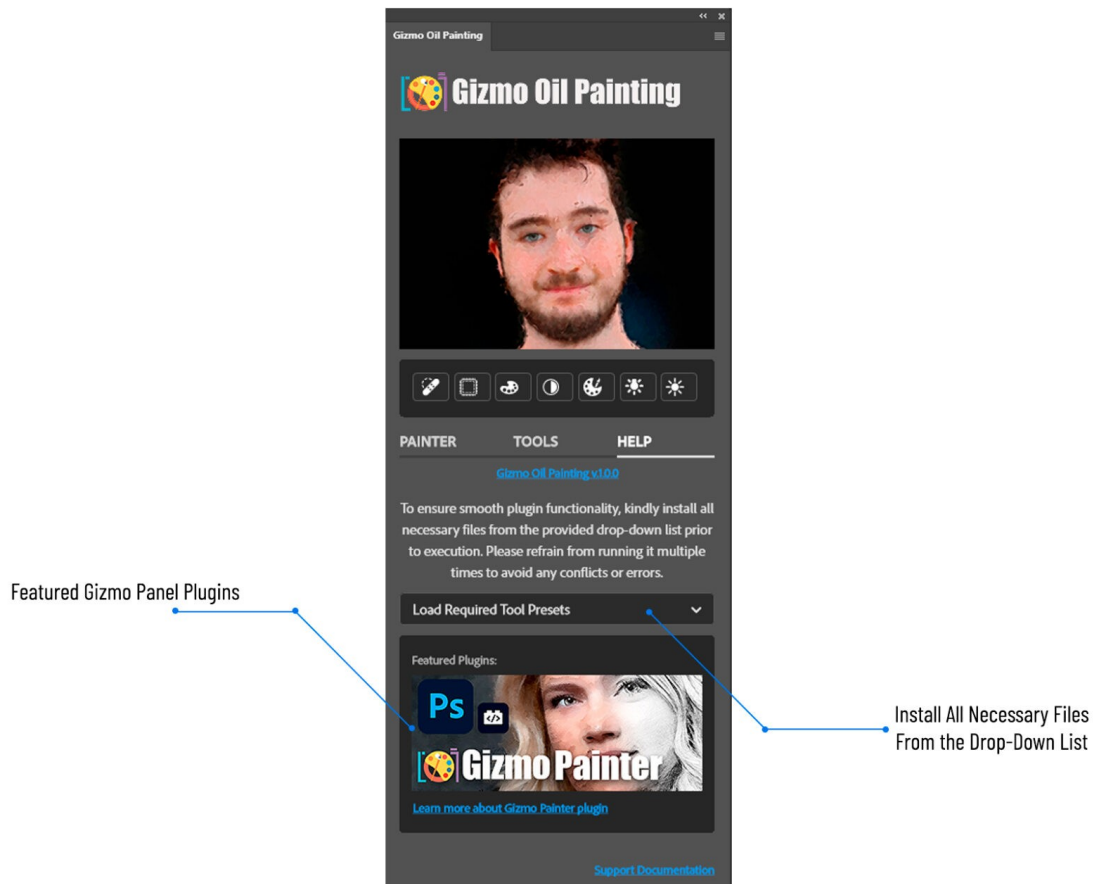 Gizmo Oil Painting
Gizmo Oil Painting
PAINTER TOOLS HELP
Gizmo Oil Painting v.1.0.0
To ensure smooth plugin functionality, kindly install all
necessary files from the provided drop-down list prior
to execution. Please refrain from running it multiple
times to avoid any conflicts or errors.
Featured Gizmo Panel Plugins
Load Required Tool Presets
Featured Plugins:
Ps
Gizmo Painter
Learn more about Gizmo Painter plugin
Install All Necessary Files
From the Drop-Down List
Support Documentation